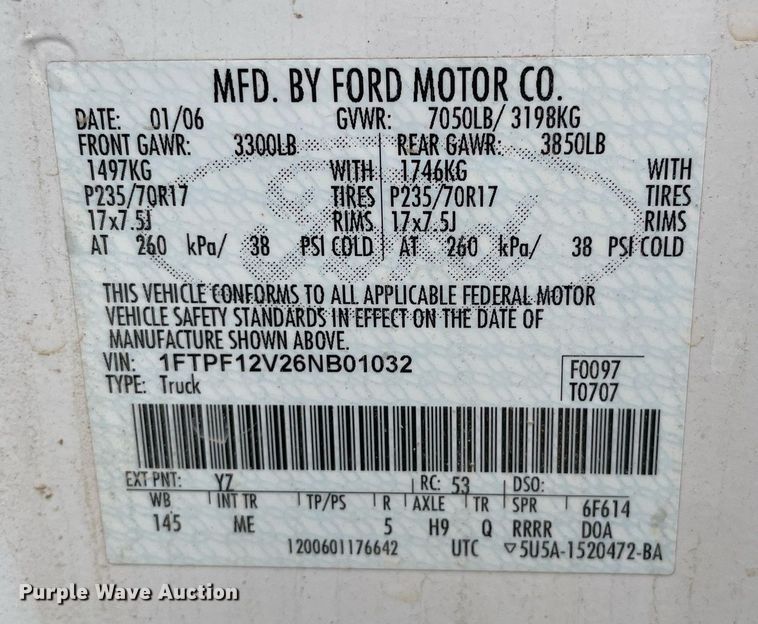 MFD. BY FORD MOTOR CO.
DATE: 01/06 GVWR: 7050LB/ 3198KG
FRONT GAWR: 3300LB REAR GAWR: 3850LB
1497KG WITH 1746KG WITH
P235/70R17 TIRES P235/70R17 TIRES
17x7.5J RIMS 17x7.5J RIMS
AT 260 kPa/ 38 PSI COLD AT 260 kPa/ 38 PSI COLD
THIS VEHICLE CONFORMS TO ALL APPLICABLE FEDERAL MOTOR
VEHICLE SAFETY STANDARDS IN EFFECT ON THE DATE OF
MANUFACTURE SHOWN ABOVE.
VIN: 1FTPF12V26NB01032 F0097
TYPE: Truck T0707
EXT PNT: YZ RC: 53 DSO:
WB INT TR TP/PS R AXLE TR SPR 6F614
145 ME 5 H9 Q RRRR DOA
1200601176642 UTC ▽5U5A-1520472-BA
Purple Wave Auction